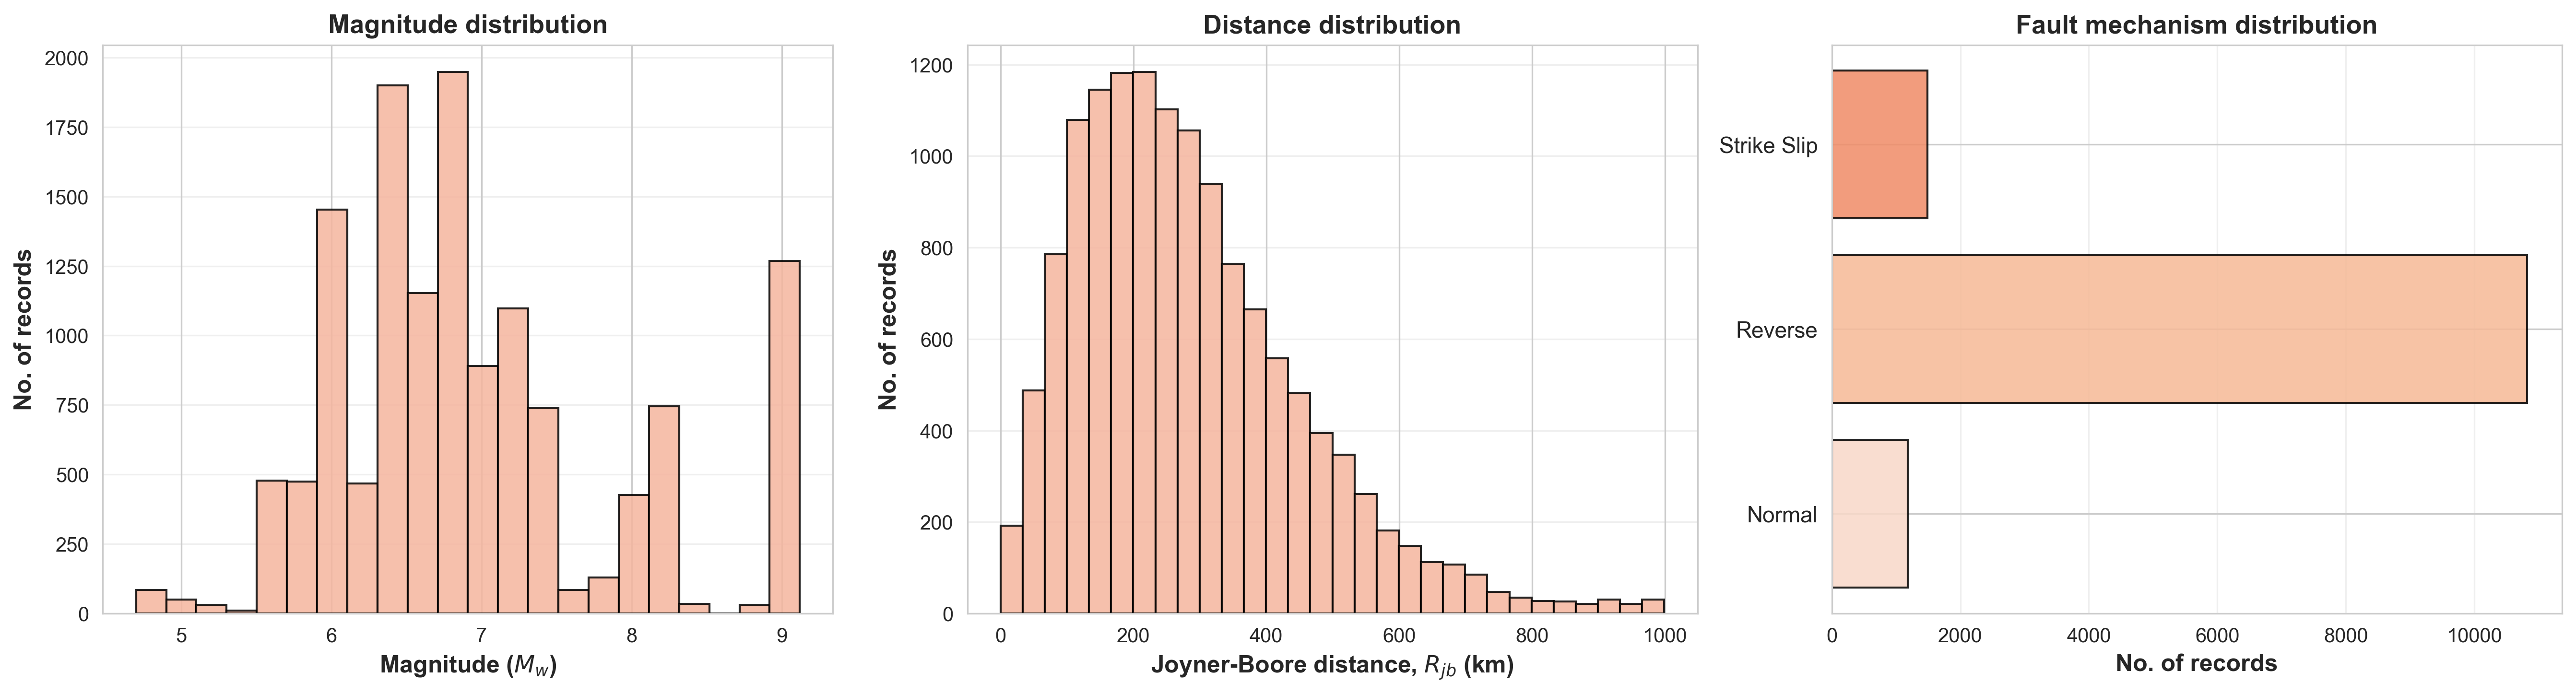 Magnitude distribution
2000
1750
1500
1250
1000
750
500
250
0
5 6 7 8 9
No. of records
Magnitude (M_w)
Distance distribution
1200
1000
800
600
400
200
0
0 200 400 600 800 1000
No. of records
Joyner-Boore distance, R_jb (km)
Fault mechanism distribution
Strike Slip
Reverse
Normal
0 2000 4000 6000 8000 10000
No. of records